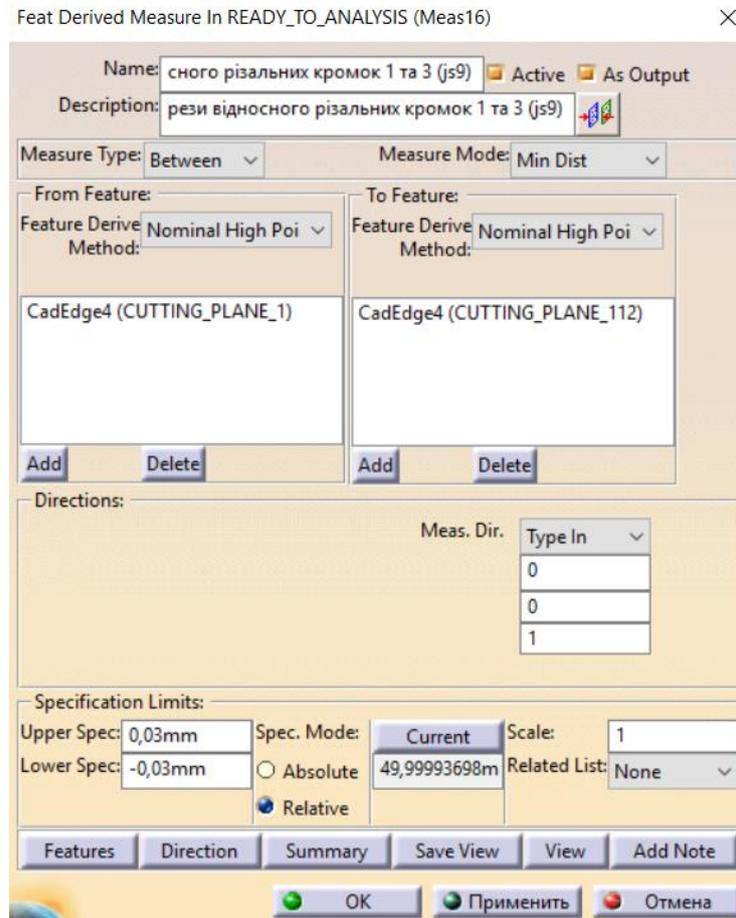 Feat Derived Measure In READY_TO_ANALYSIS (Meas16)
Name: сного різальних кромок 1 та 3 (js9) Active As Output
Description: рези відносного різальних кромок 1 та 3 (js9)
Measure Type: Between Measure Mode: Min Dist
From Feature: To Feature:
Feature Derive Method: Nominal High Poi Feature Derive Method: Nominal High Poi
CadEdge4 (CUTTING_PLANE_1) CadEdge4 (CUTTING_PLANE_112)
Add Delete Add Delete
Directions:
Meas. Dir. Type In
0
0
1
Specification Limits:
Upper Spec: 0,03mm Spec. Mode: Current Scale: 1
Lower Spec: -0,03mm Absolute 49,99993698m Related List: None
Relative
Features Direction Summary Save View View Add Note
OK Применить Отмена